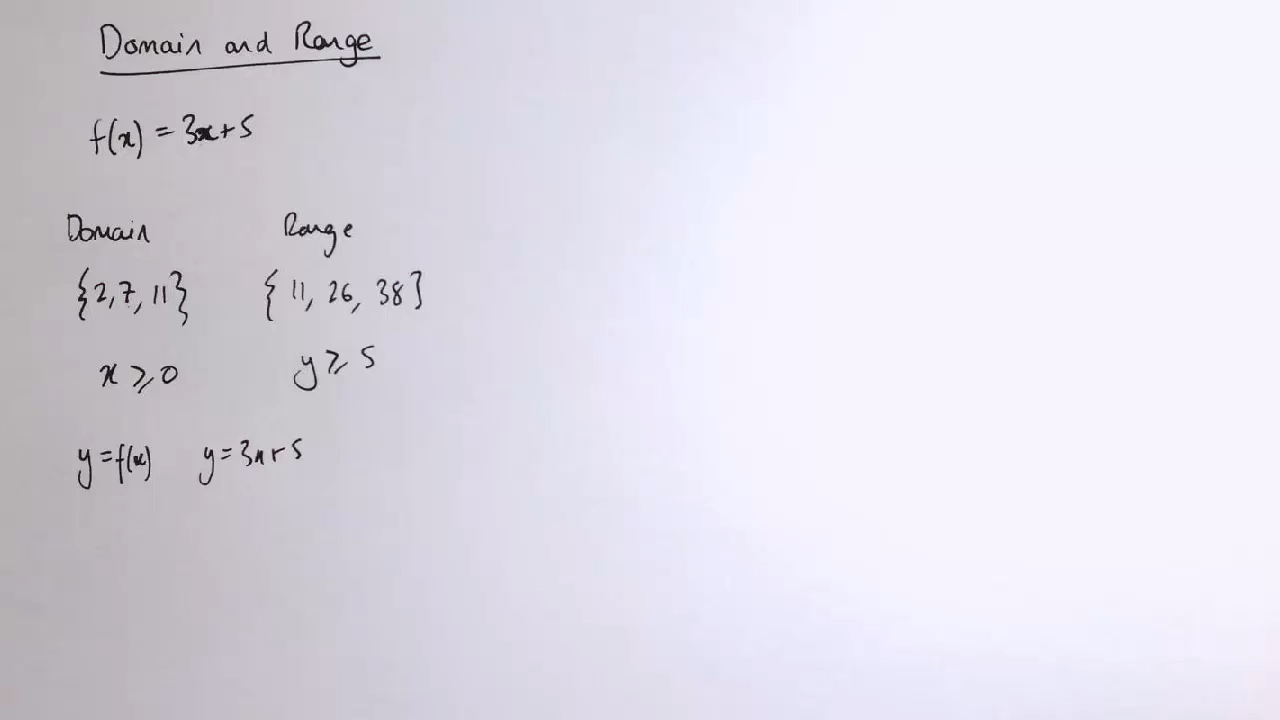 Domain and Range
f(x) = 3x+5
Domain Range
{2, 7, 11} { 11, 26, 38 }
x ⩾ 0 y ⩾ 5
y = f(x) y = 3x + 5